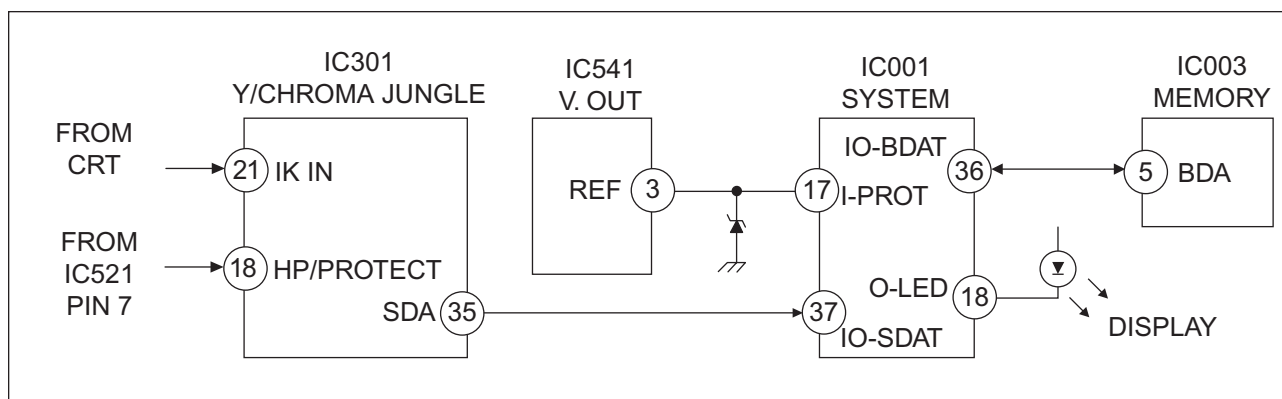 IC301
Y/CHROMA JUNGLE
FROM
CRT
21
IK IN
FROM
IC521
PIN 7
18
HP/PROTECT
SDA
35
IC541
V. OUT
REF
3
IC001
SYSTEM
17
I-PROT
IO-BDAT
36
O-LED
18
37
IO-SDAT
IC003
MEMORY
5
BDA
DISPLAY